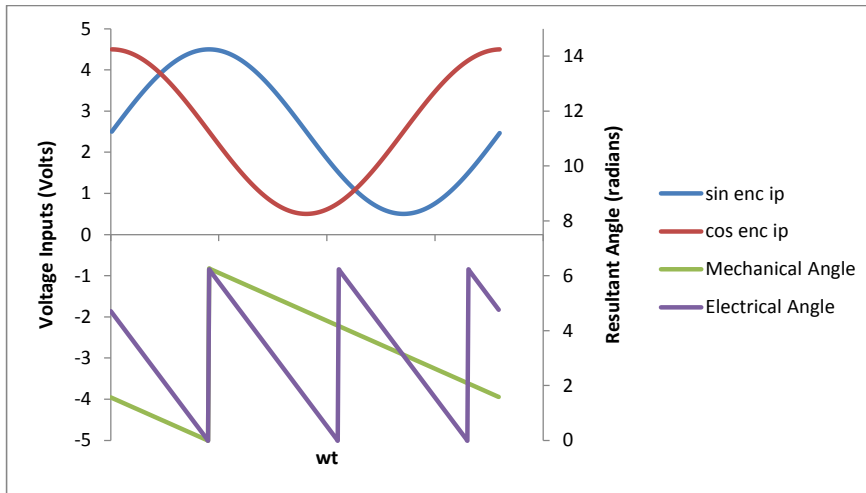 Voltage Inputs (Volts)
5
4
3
2
1
0
-1
-2
-3
-4
-5
wt
14
12
10
8
6
4
2
0
Resultant Angle (radians)
sin enc ip
cos enc ip
Mechanical Angle
Electrical Angle